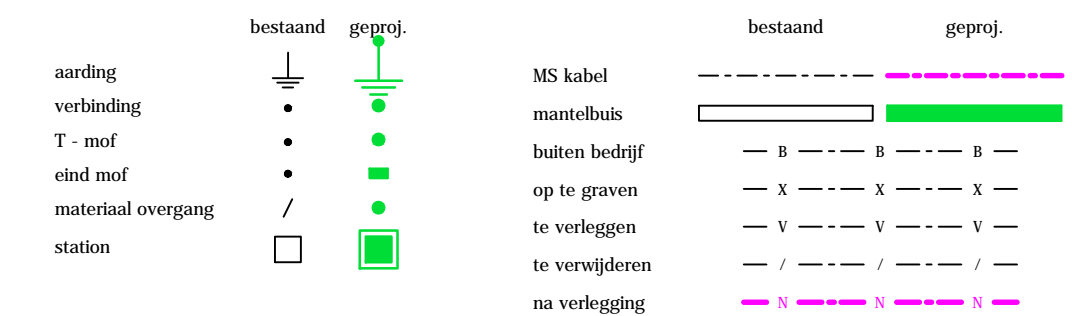 bestaand geproj.
aarding
verbinding
T - mof
eind mof
materiaal overgang
station
bestaand geproj.
MS kabel
mantelbuis
buiten bedrijf B B B
op te graven X X X
te verleggen V V V
te verwijderen / / /
na verlegging N N N